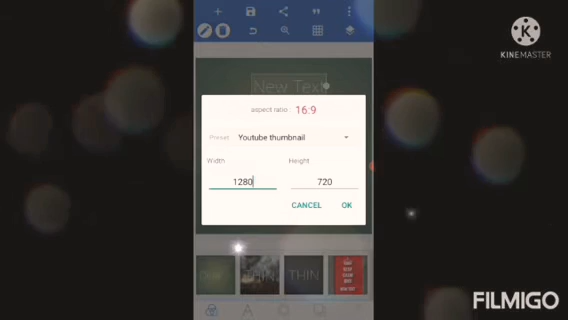 KINEMASTER
New Text
aspect ratio : 16:9
Preset Youtube thumbnail
Width Height
1280 720
CANCEL OK
THIN THIN
FILMIGO